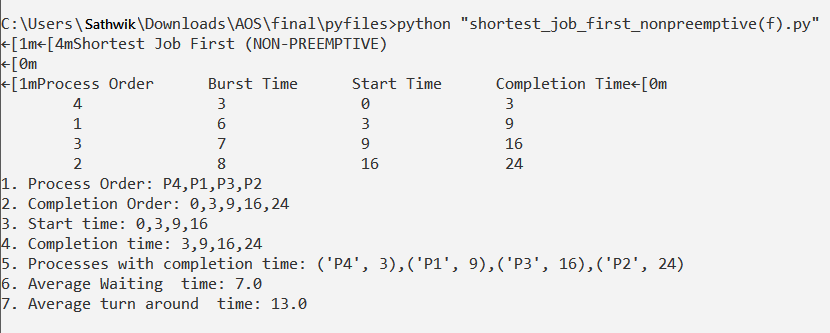 C:\Users\Sathwik\Downloads\AOS\final\pyfiles>python "shortest_job_first_nonpreemptive(f).py"
←[1m←[4mShortest Job First (NON-PREEMPTIVE)
←[0m
←[1mProcess Order Burst Time Start Time Completion Time←[0m
4 3 0 3
1 6 3 9
3 7 9 16
2 8 16 24
1. Process Order: P4,P1,P3,P2
2. Completion Order: 0,3,9,16,24
3. Start time: 0,3,9,16
4. Completion time: 3,9,16,24
5. Processes with completion time: ('P4', 3),('P1', 9),('P3', 16),('P2', 24)
6. Average Waiting  time: 7.0
7. Average turn around  time: 13.0